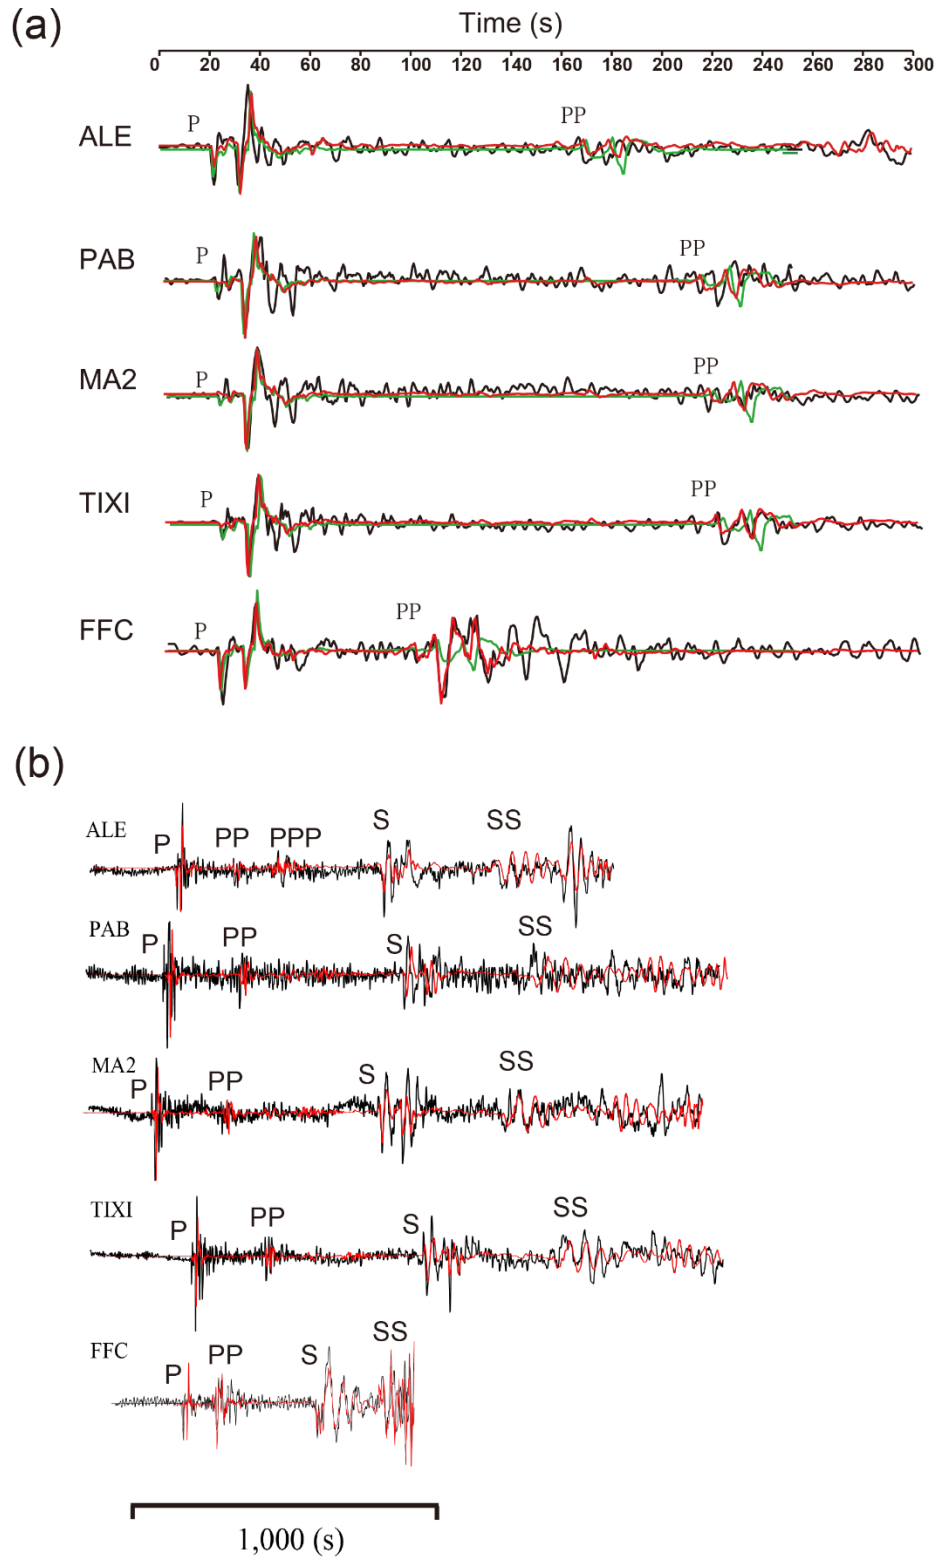 (a)
Time (s)
0 20 40 60 80 100 120 140 160 180 200 220 240 260 280 300
ALE P PP
PAB P PP
MA2 P PP
TIXI P PP
FFC P PP
(b)
ALE P PP PPP S SS
PAB P PP S SS
MA2 P PP S SS
TIXI P PP S SS
FFC P PP S SS
1,000 (s)